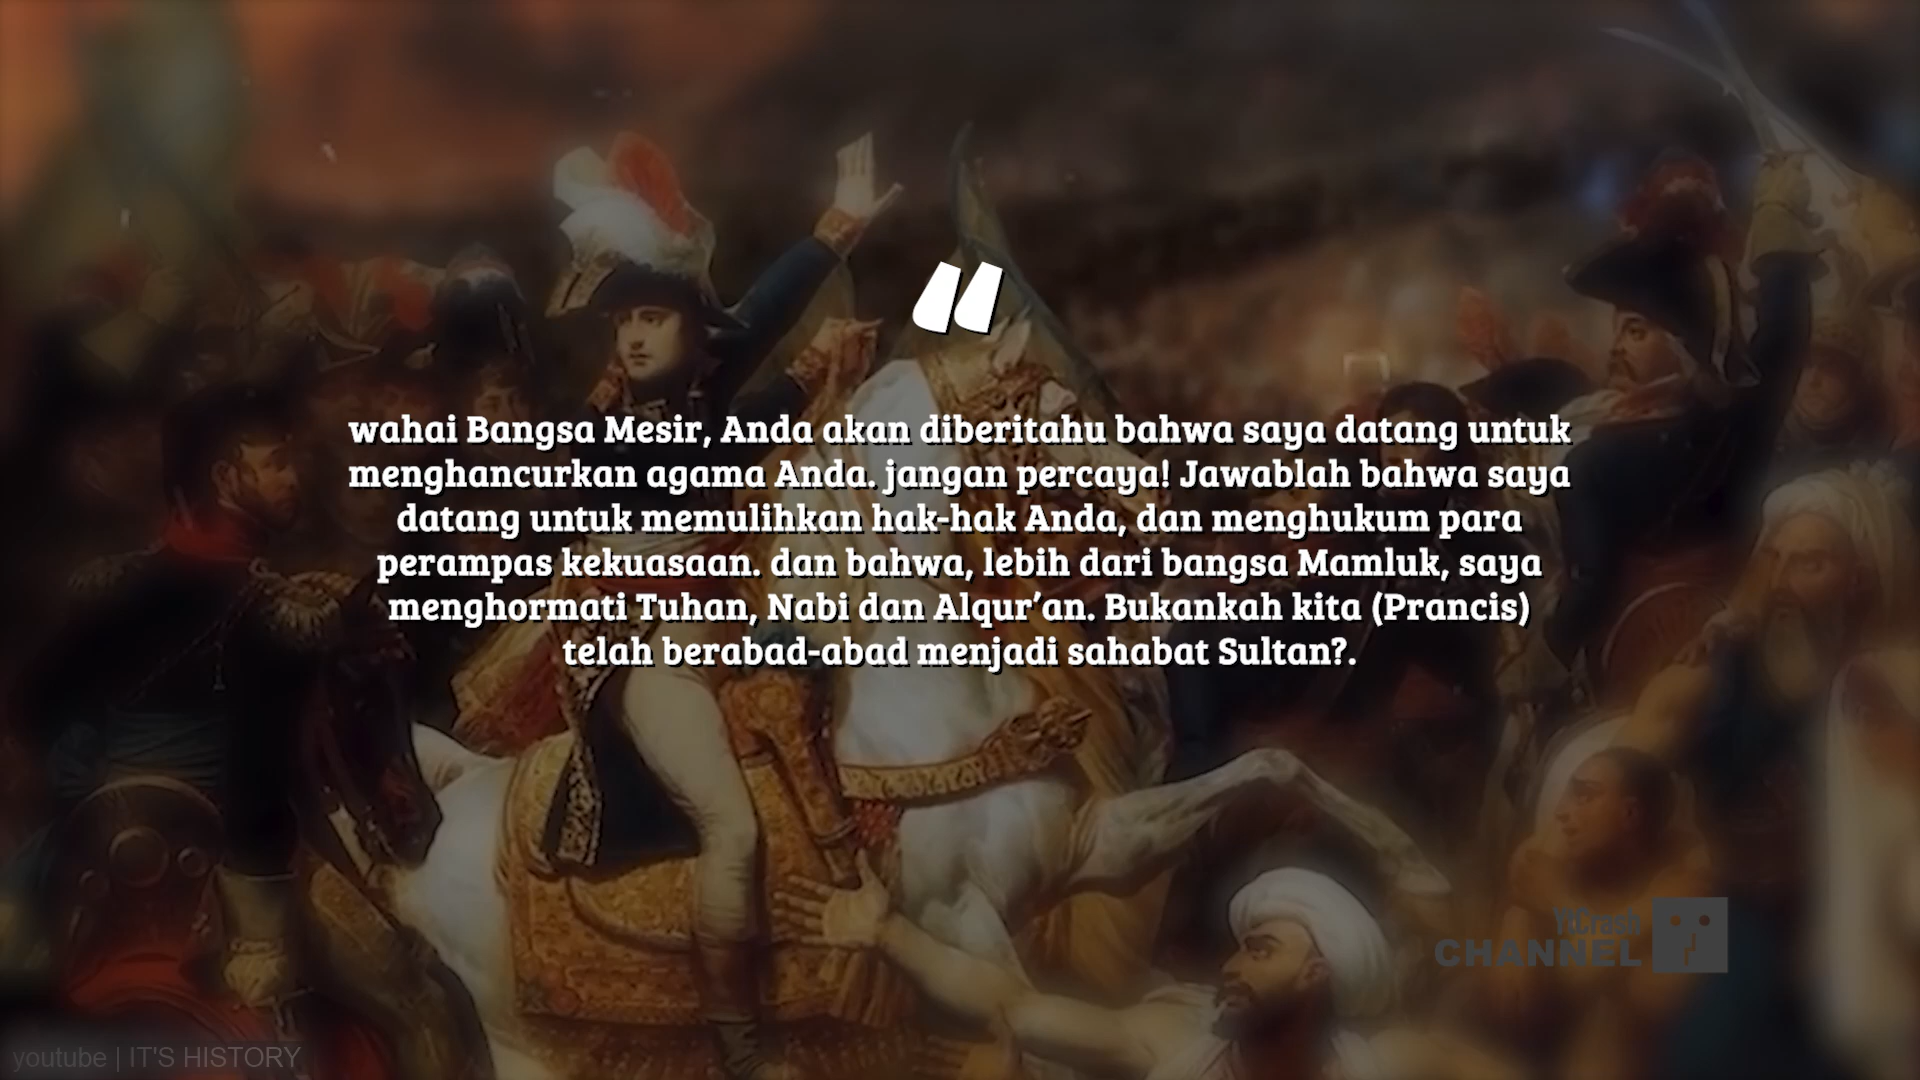 “
wahai Bangsa Mesir, Anda akan diberitahu bahwa saya datang untuk
menghancurkan agama Anda. jangan percaya! Jawablah bahwa saya
datang untuk memulihkan hak-hak Anda, dan menghukum para
perampas kekuasaan. dan bahwa, lebih dari bangsa Mamluk, saya
menghormati Tuhan, Nabi dan Alqur’an. Bukankah kita (Prancis)
telah berabad-abad menjadi sahabat Sultan?.
YtCrash
CHANNEL
youtube | IT'S HISTORY